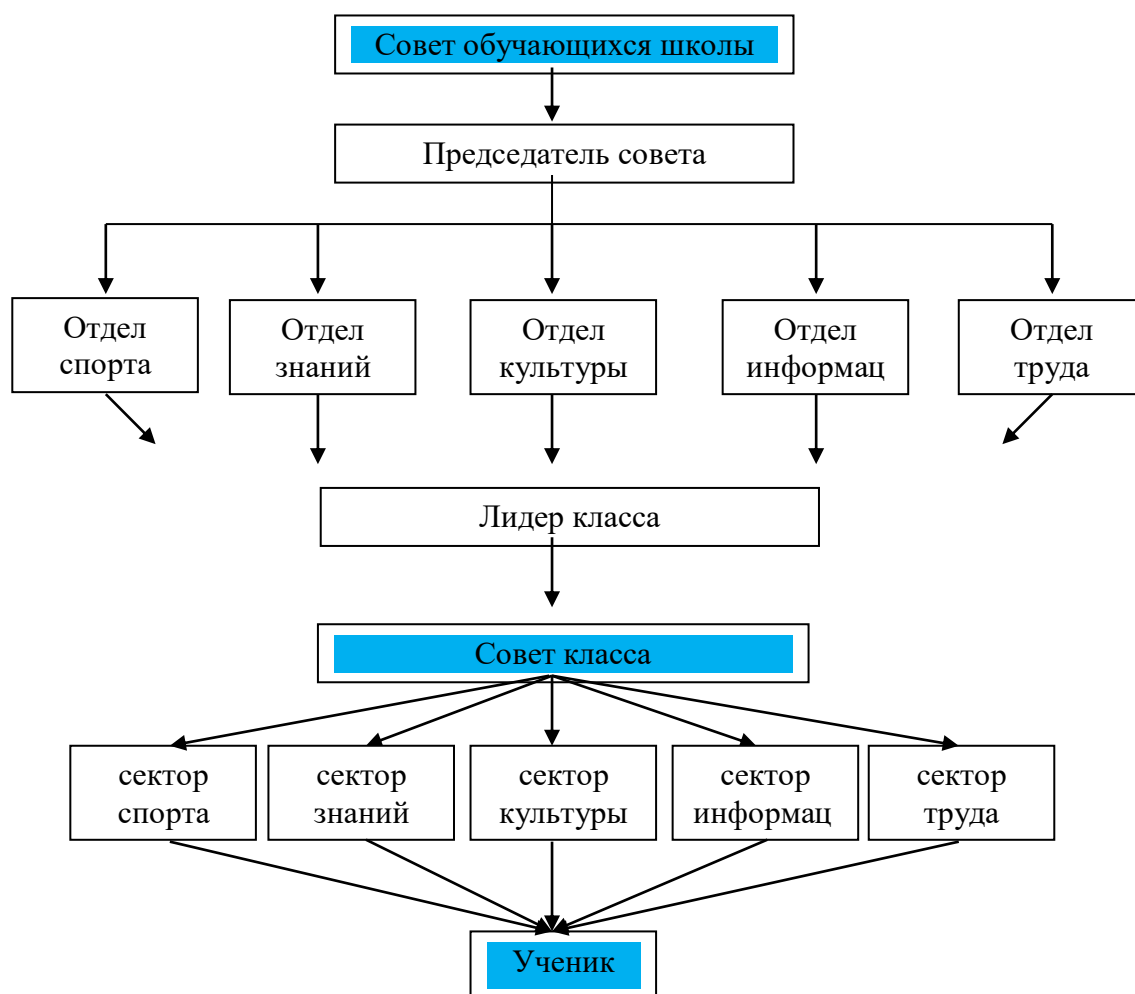 Совет обучающихся школы
Председатель совета
Отдел
спорта
Отдел
знаний
Отдел
культуры
Отдел
информац
Отдел
труда
Лидер класса
Совет класса
сектор
спорта
сектор
знаний
сектор
культуры
сектор
информац
сектор
труда
Ученик